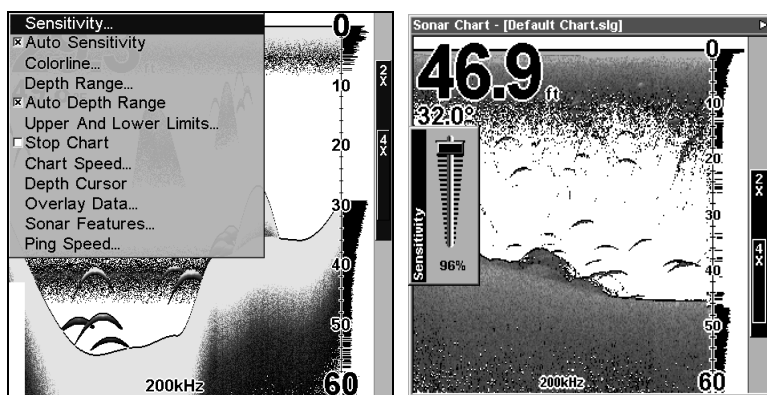 Sensitivity...
Auto Sensitivity
Colorline...
Depth Range...
Auto Depth Range
Upper And Lower Limits...
Stop Chart
Chart Speed...
Depth Cursor
Overlay Data...
Sonar Features...
Ping Speed...
0
10
20
30
40
50
60
2X
4X
200kHz
Sonar Chart - [Default Chart.slg]
46.9 ft
32.0°
Sensitivity
96%
0
10
20
30
40
50
60
2X
4X
200kHz